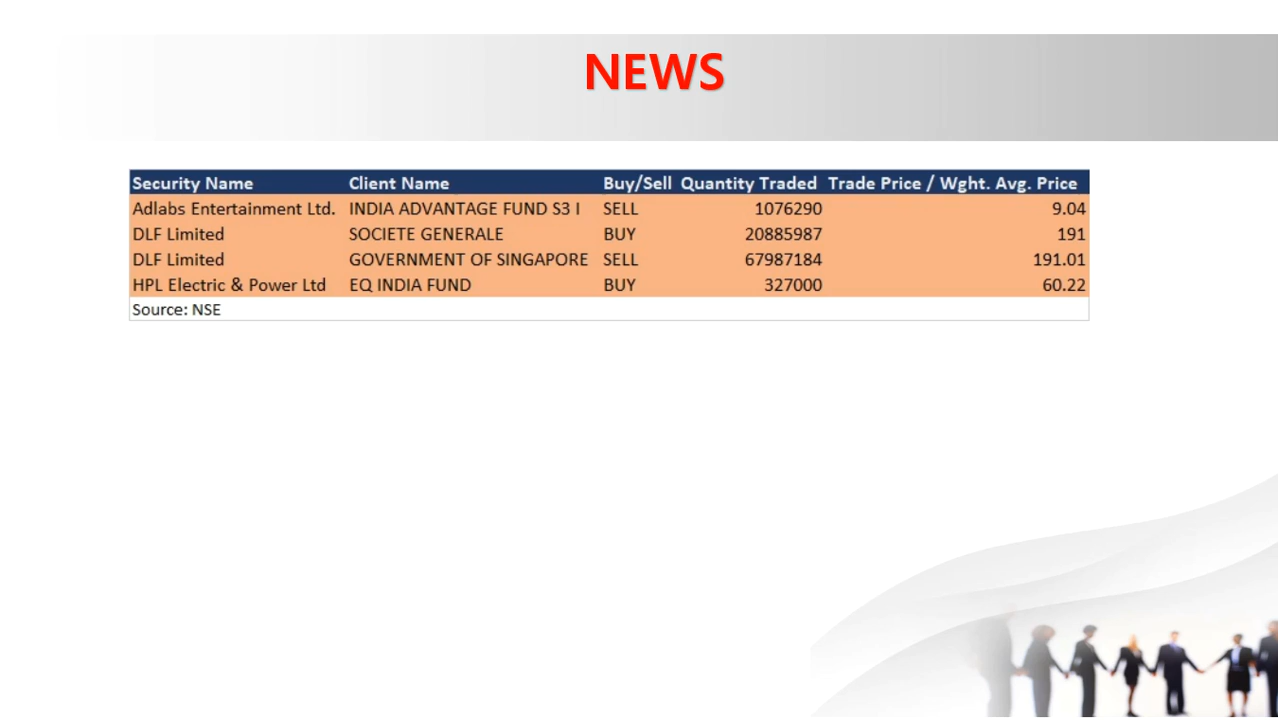 NEWS
Security Name Client Name Buy/Sell Quantity Traded Trade Price / Wght. Avg. Price
Adlabs Entertainment Ltd. INDIA ADVANTAGE FUND S3 I SELL 1076290 9.04
DLF Limited SOCIETE GENERALE BUY 20885987 191
DLF Limited GOVERNMENT OF SINGAPORE SELL 67987184 191.01
HPL Electric & Power Ltd EQ INDIA FUND BUY 327000 60.22
Source: NSE